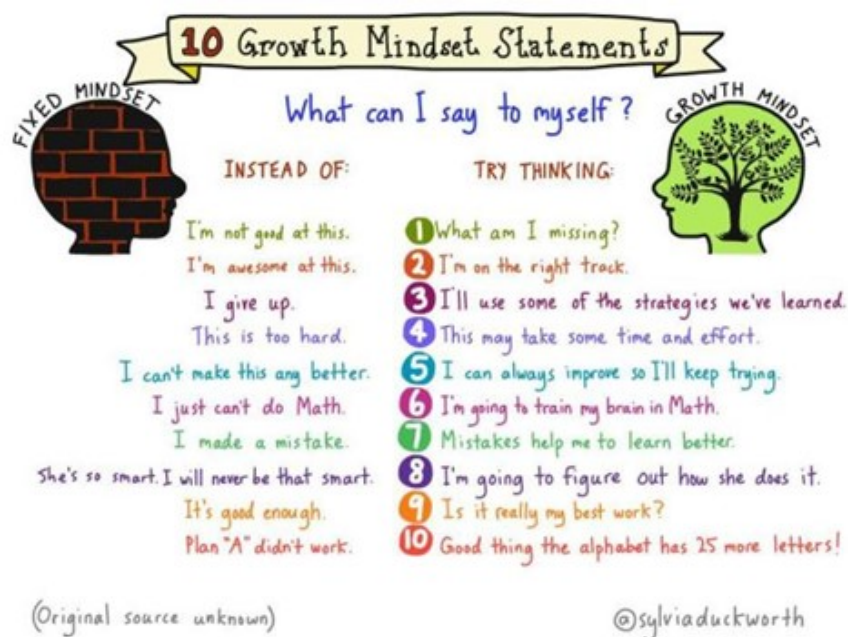 10 Growth Mindset Statements
FIXED MINDSET
What can I say to myself?
GROWTH MINDSET
INSTEAD OF: TRY THINKING:
I'm not good at this. 1 What am I missing?
I'm awesome at this. 2 I'm on the right track.
I give up. 3 I'll use some of the strategies we've learned.
This is too hard. 4 This may take some time and effort.
I can't make this any better. 5 I can always improve so I'll keep trying.
I just can't do Math. 6 I'm going to train my brain in Math.
I made a mistake. 7 Mistakes help me to learn better.
She's so smart. I will never be that smart. 8 I'm going to figure out how she does it.
It's good enough. 9 Is it really my best work?
Plan "A" didn't work. 10 Good thing the alphabet has 25 more letters!
(Original source unknown) @sylviaduckworth